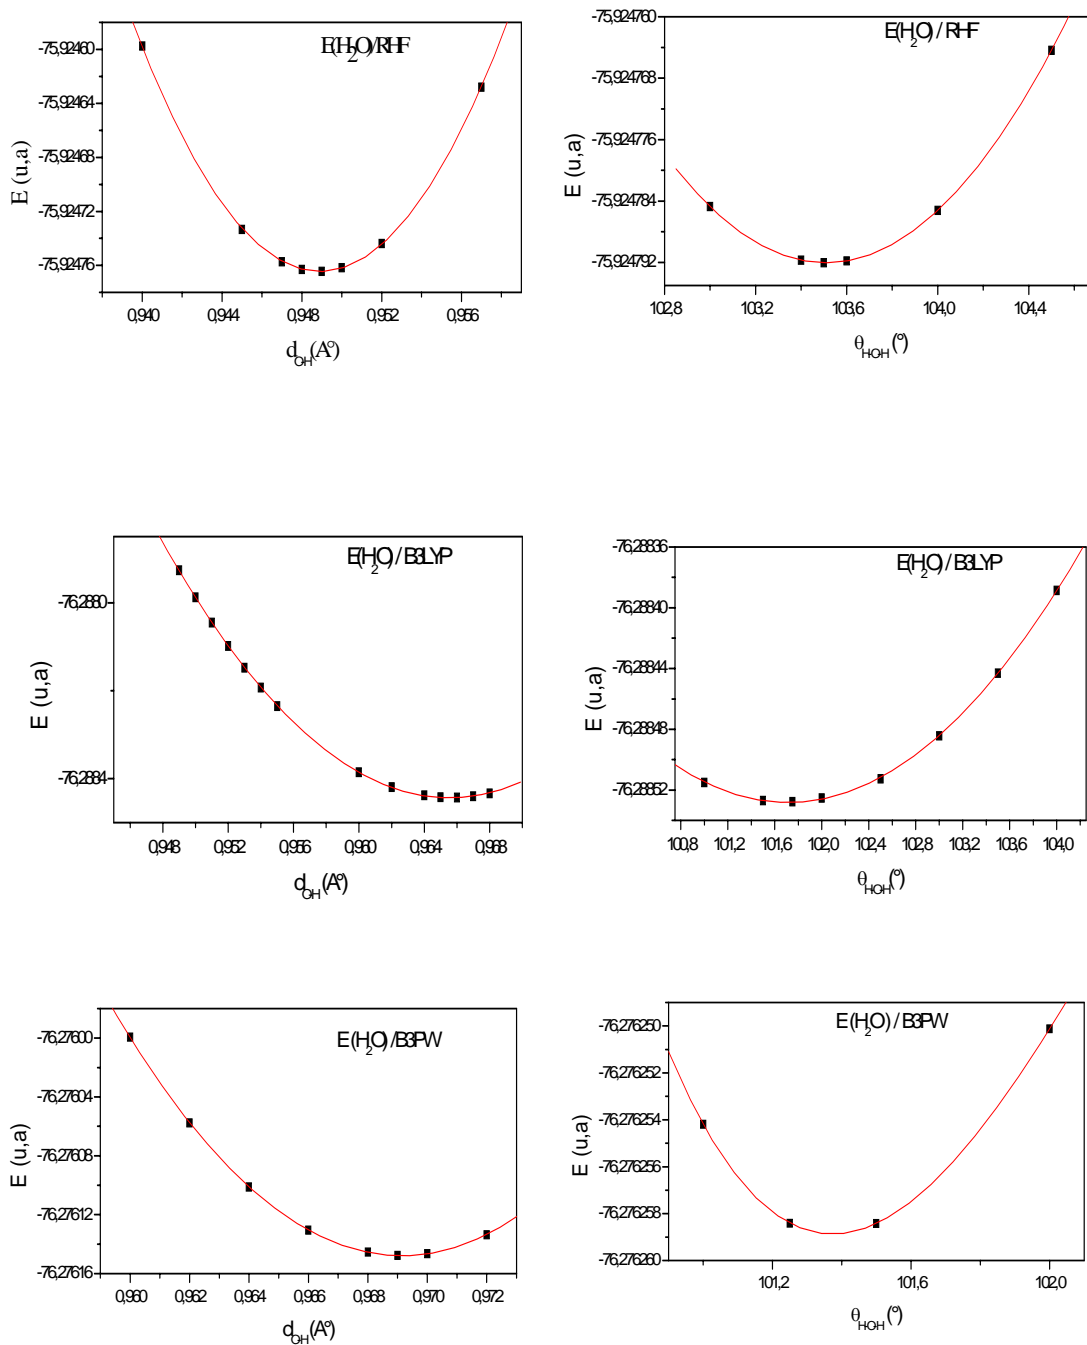 E(H2O)/RHF
-75,92460
-75,92464
-75,92468
-75,92472
-75,92476
E (u,a)
0,940 0,944 0,948 0,952 0,956
dOH(A°)
E(H2O) / RHF
-75,924760
-75,924768
-75,924776
-75,924784
-75,924792
E (u,a)
102,8 103,2 103,6 104,0 104,4
θHOH(°)
E(H2O) / B3LYP
-76,2880
-76,2884
E (u,a)
0,948 0,952 0,956 0,960 0,964 0,968
dOH(A°)
E(H2O) / B3LYP
-76,28836
-76,28840
-76,28844
-76,28848
-76,28852
E (u,a)
100,8 101,2 101,6 102,0 102,4 102,8 103,2 103,6 104,0
θHOH(°)
E(H2O) /B3PW
-76,27600
-76,27604
-76,27608
-76,27612
-76,27616
E (u,a)
0,960 0,962 0,964 0,966 0,968 0,970 0,972
dOH(A°)
E(H2O) / B3PW
-76,276250
-76,276252
-76,276254
-76,276256
-76,276258
-76,276260
E (u,a)
101,2 101,6 102,0
θHOH(°)